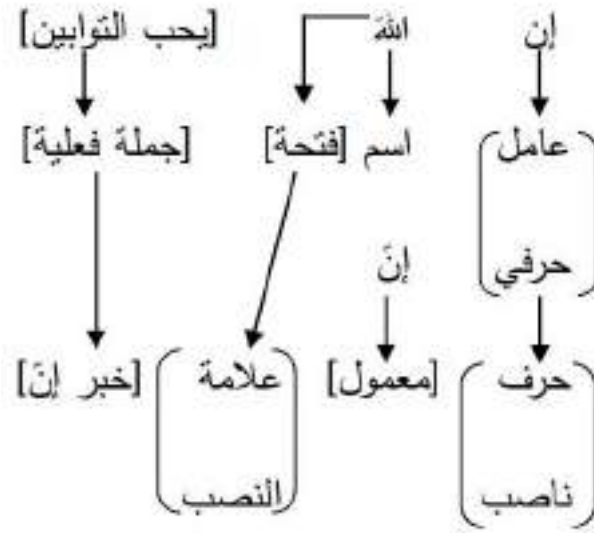 إن الله [يحب التوابين]
عامل اسم [فتحة] [جملة فعلية]
حرفي إنّ
حرف [معمول] علامة [خبر إنّ]
ناصب النصب